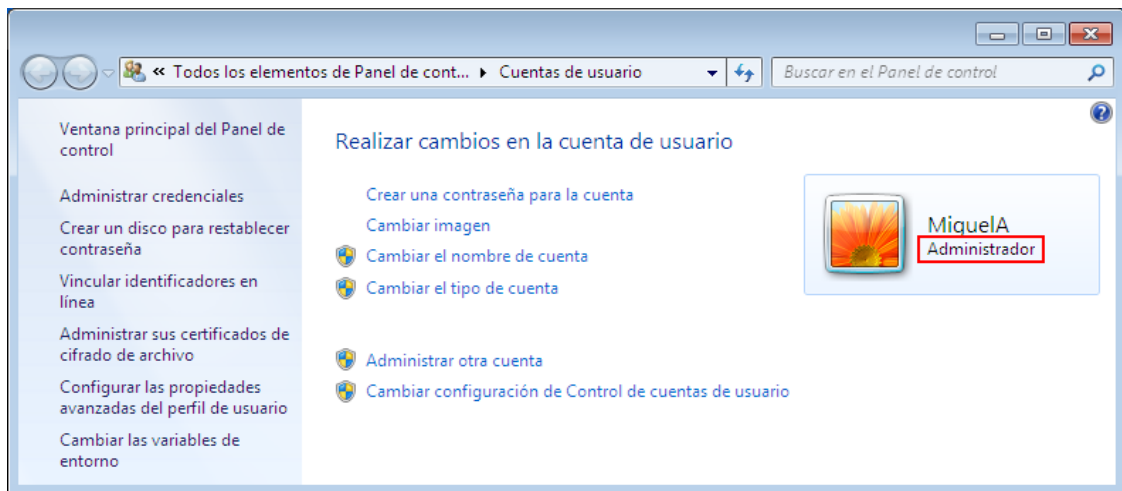 « Todos los elementos de Panel de cont... ▸ Cuentas de usuario
Buscar en el Panel de control
Ventana principal del Panel de
control
Administrar credenciales
Crear un disco para restablecer
contraseña
Vincular identificadores en
línea
Administrar sus certificados de
cifrado de archivo
Configurar las propiedades
avanzadas del perfil de usuario
Cambiar las variables de
entorno
Realizar cambios en la cuenta de usuario
Crear una contraseña para la cuenta
Cambiar imagen
Cambiar el nombre de cuenta
Cambiar el tipo de cuenta
Administrar otra cuenta
Cambiar configuración de Control de cuentas de usuario
MiguelA
Administrador